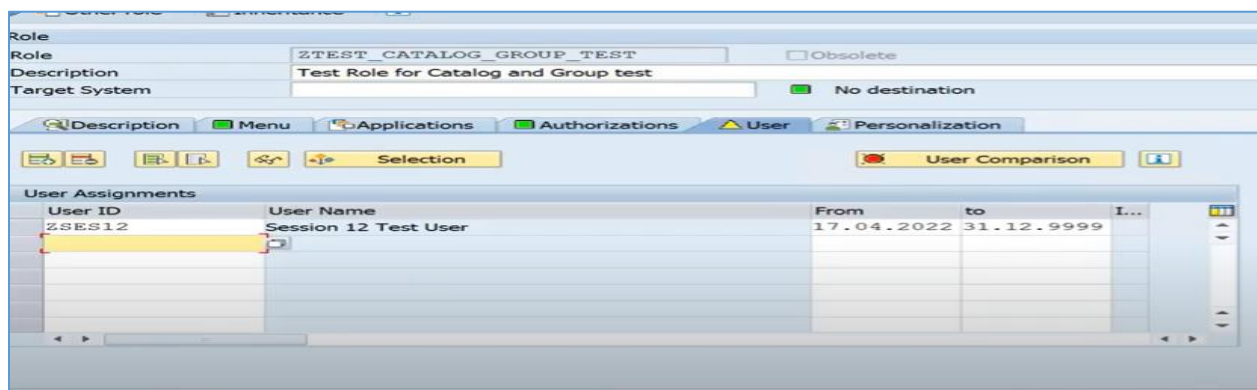 Role
Role ZTEST_CATALOG_GROUP_TEST Obsolete
Description Test Role for Catalog and Group test
Target System No destination
Description Menu Applications Authorizations User Personalization
Selection User Comparison
User Assignments
User ID User Name From to I...
ZSES12 Session 12 Test User 17.04.2022 31.12.9999